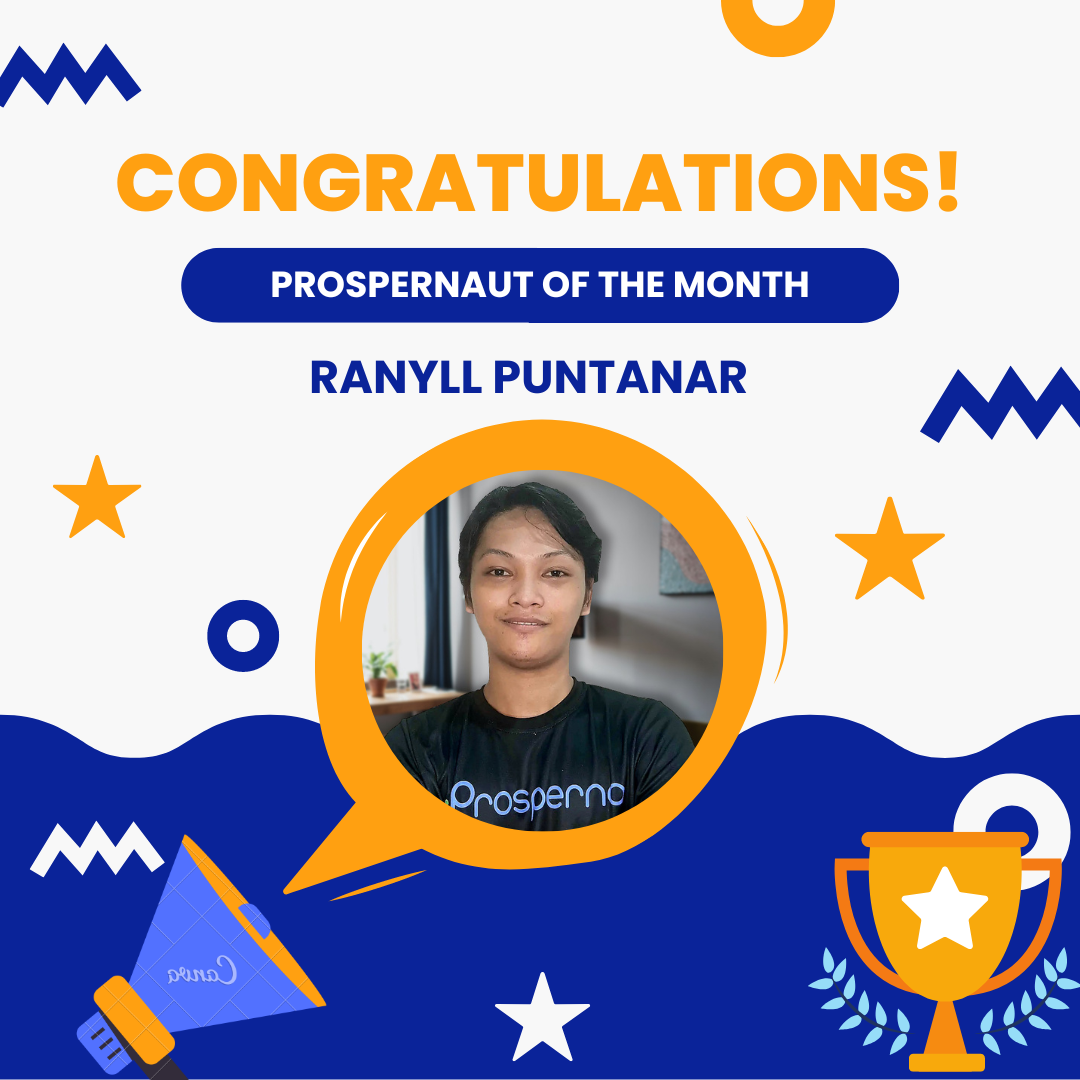 CONGRATULATIONS!
PROSPERNAUT OF THE MONTH
RANYLL PUNTANAR
Prosperna
Canva